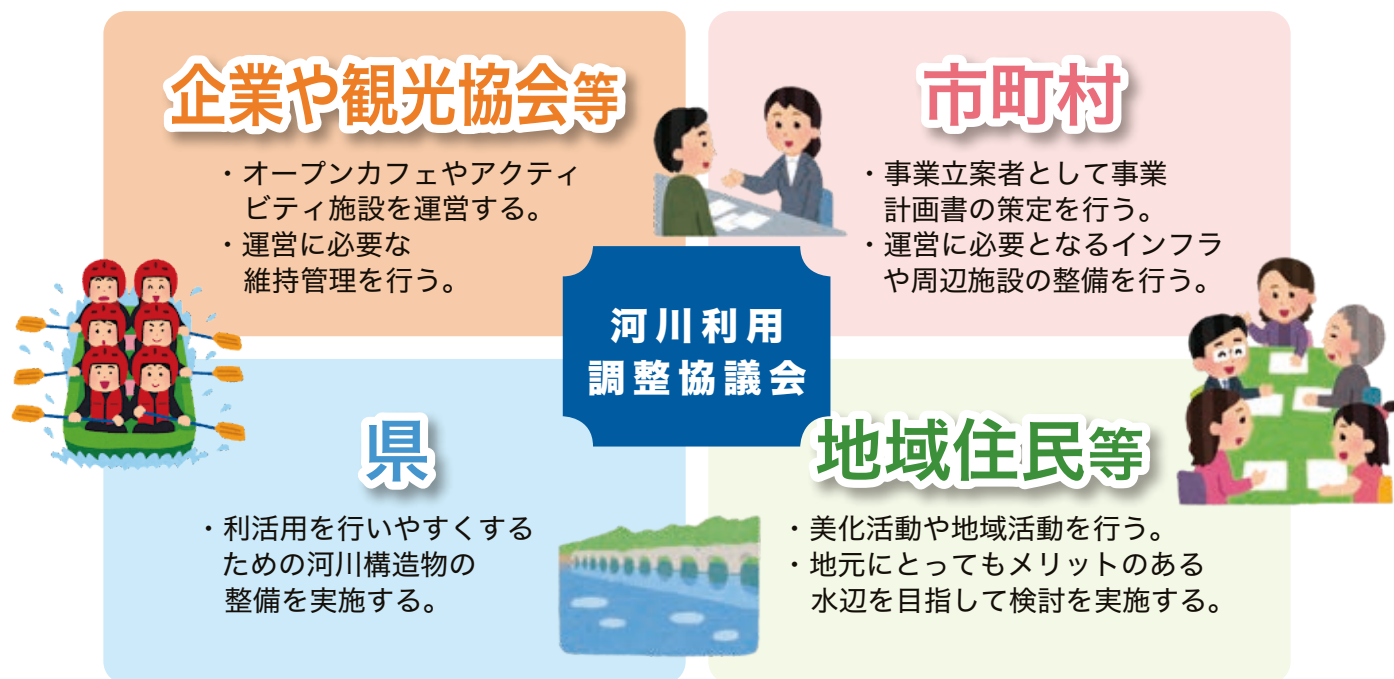 企業や観光協会等
・オープンカフェやアクティ
ビティ施設を運営する。
・運営に必要な
維持管理を行う。
市町村
・事業立案者として事業
計画書の策定を行う。
・運営に必要となるインフラ
や周辺施設の整備を行う。
河川利用
調整協議会
県
・利活用を行いやすくする
ための河川構造物の
整備を実施する。
地域住民等
・美化活動や地域活動を行う。
・地元にとってもメリットのある
水辺を目指して検討を実施する。